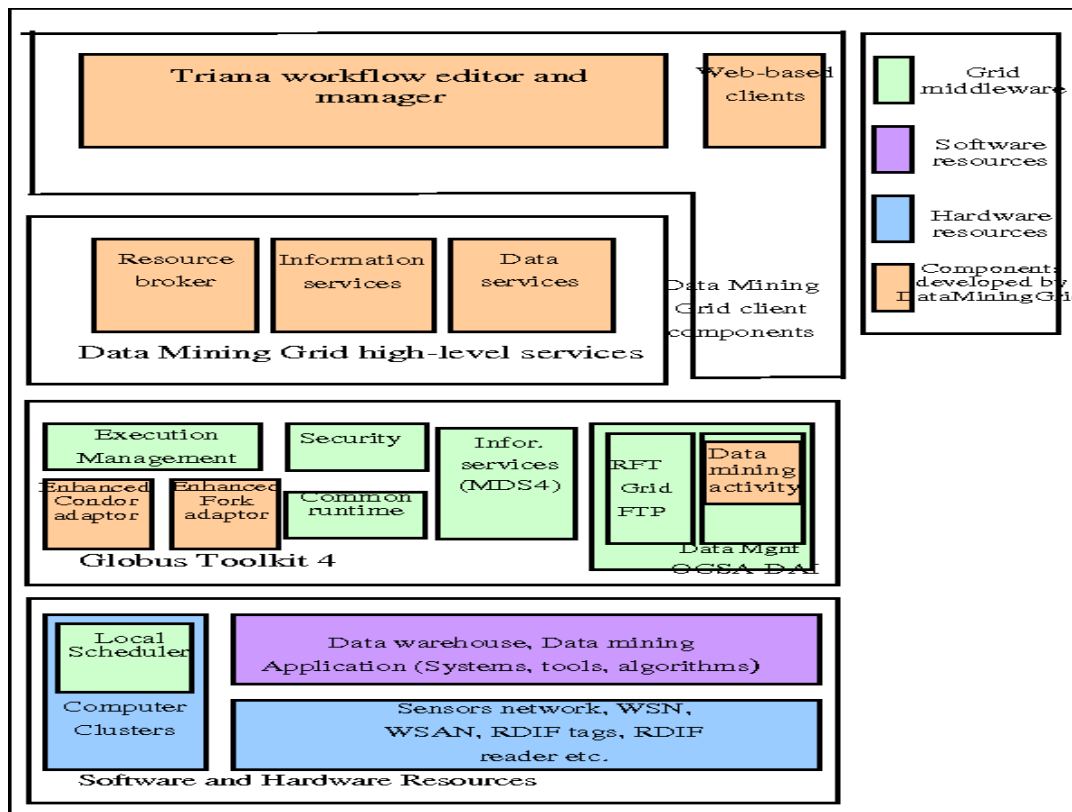 Triana workflow editor and
manager
Web-based
clients
Grid
middleware
Software
resources
Hardware
resources
Components
developed by
DataMiningGrid
Resource
broker
Information
services
Data
services
Data Mining Grid high-level services
Data Mining
Grid client
components
Execution
Management
Security
Infor.
services
(MDS4)
RFT
Grid
FTP
Data
mining
activity
Enhanced
Condor
adaptor
Enhanced
Fork
adaptor
Common
runtime
Data Mgnt
OGSA-DAI
Globus Toolkit 4
Local
Scheduler
Computer
Clusters
Data warehouse, Data mining
Application (Systems, tools, algorithms)
Sensors network, WSN,
WSAN, RDIF tags, RDIF
reader etc.
Software and Hardware Resources